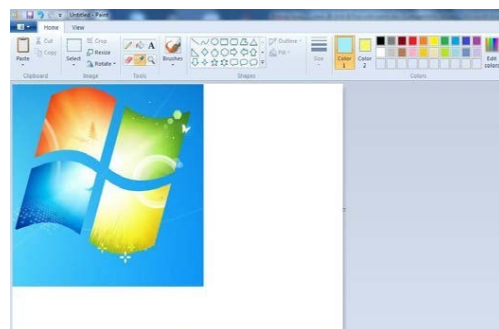 Untitled - Paint
Home View
Cut
Copy
Paste
Clipboard
Crop
Resize
Rotate
Select
Image
A
Tools
Brushes
Outline
Fill
Shapes
Size
Color
1
Color
2
Edit
colors
Colors